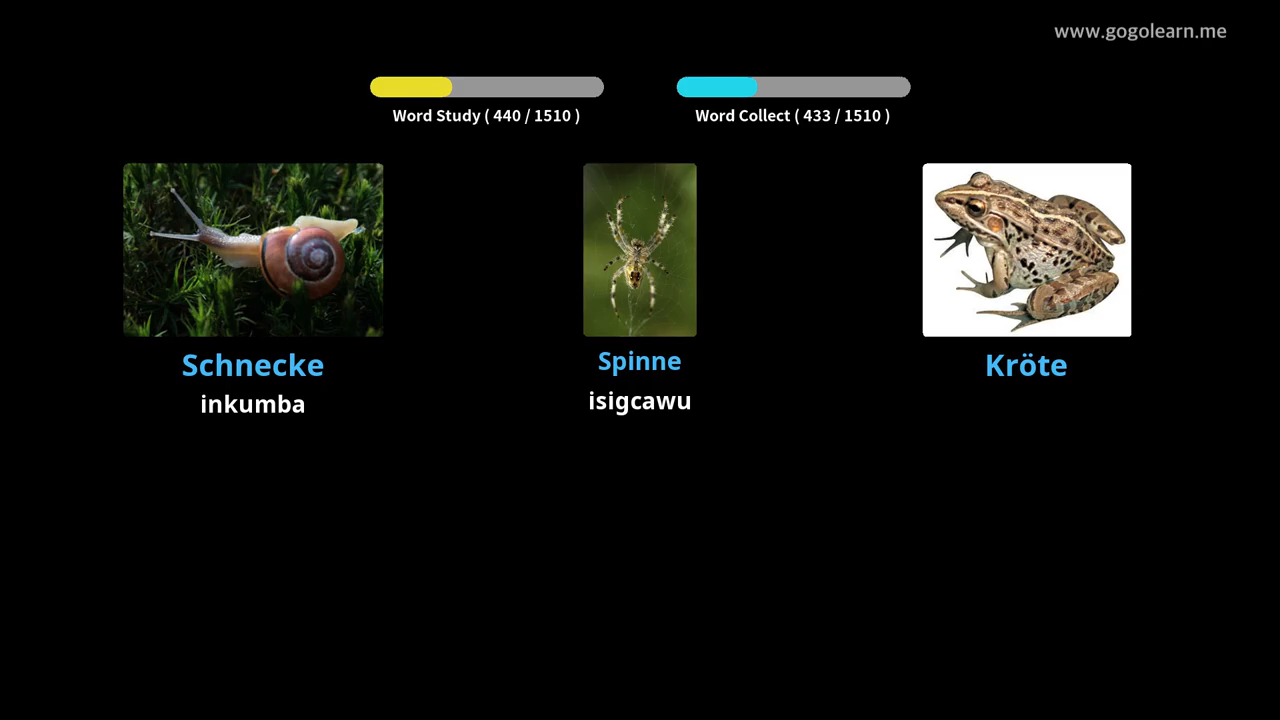 www.gogolearn.me
Word Study ( 440 / 1510 )
Word Collect ( 433 / 1510 )
Schnecke
inkumba
Spinne
isigcawu
Kröte